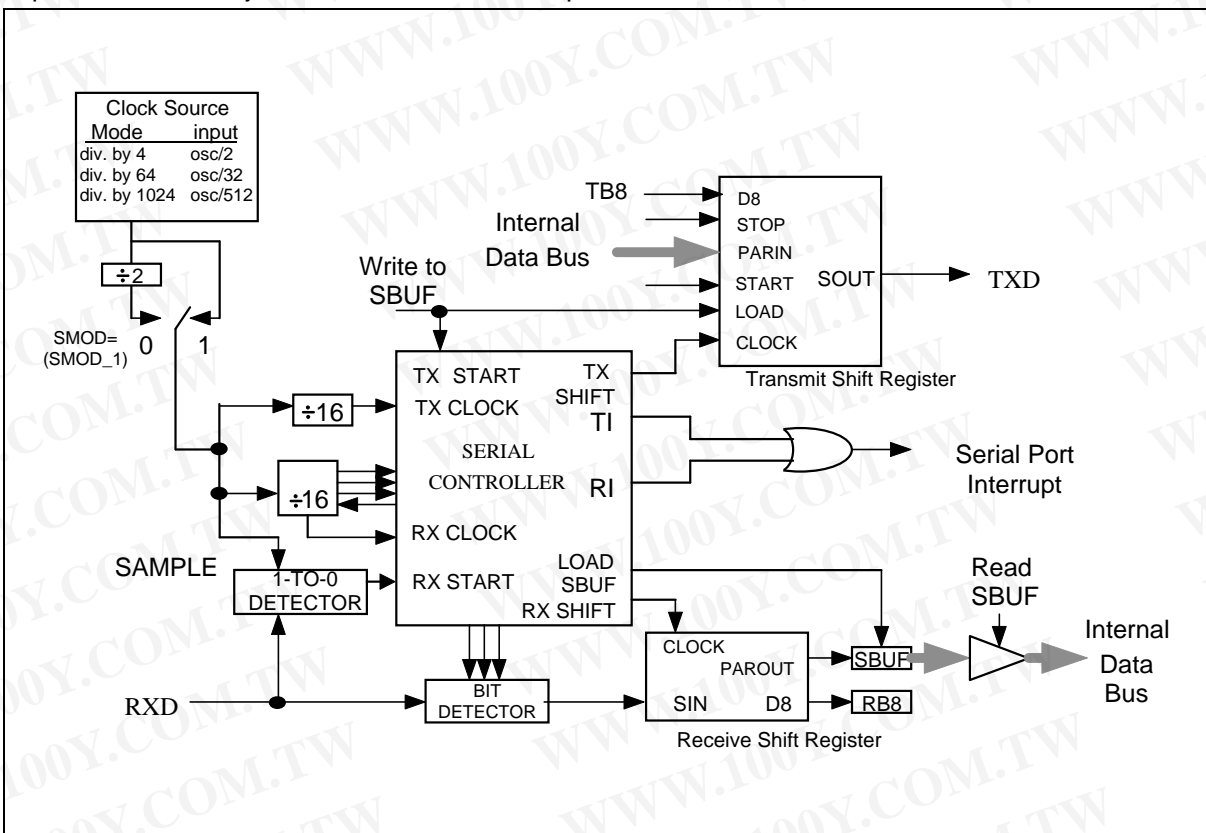 Clock Source
Mode input
div. by 4 osc/2
div. by 64 osc/32
div. by 1024 osc/512
÷2
SMOD=
(SMOD_1)
0 1
TB8
Internal
Data Bus
Write to
SBUF
D8
STOP
PARIN
START
LOAD
CLOCK
SOUT
TXD
Transmit Shift Register
÷16
÷16
SAMPLE
1-TO-0
DETECTOR
TX START
TX CLOCK
SERIAL
CONTROLLER
RX CLOCK
RX START
TX
SHIFT
TI
RI
LOAD
SBUF
RX SHIFT
Serial Port
Interrupt
RXD
BIT
DETECTOR
CLOCK
PAROUT
SIN D8
Receive Shift Register
SBUF
RB8
Read
SBUF
Internal
Data
Bus
WWW.100Y.COM.TW